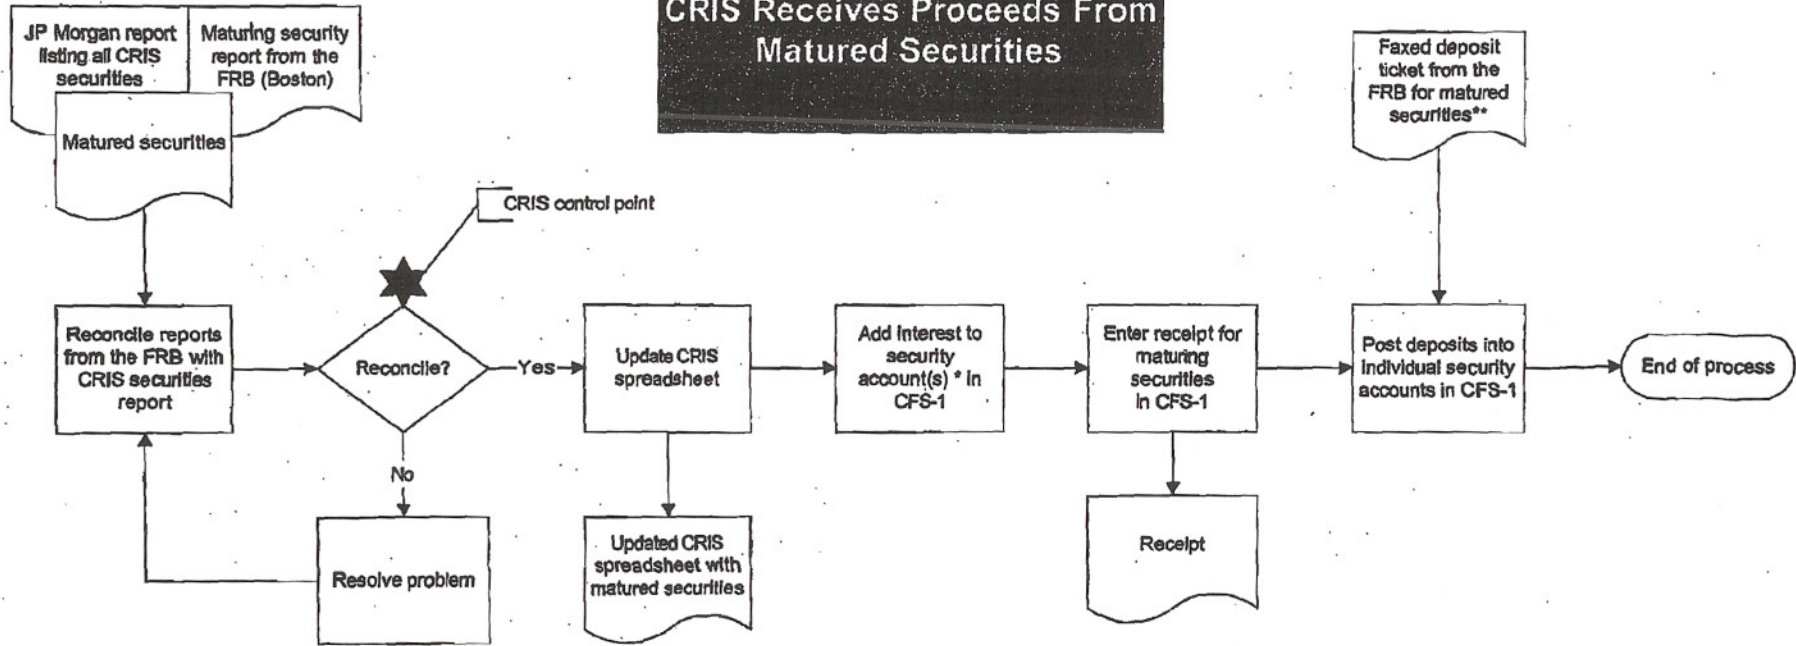 CRIS Receives Proceeds From
Matured Securities
JP Morgan report
listing all CRIS
securities
Maturing security
report from the
FRB (Boston)
Matured securities
Faxed deposit
ticket from the
FRB for matured
securities**
CRIS control point
Reconcile reports
from the FRB with
CRIS securities
report
Reconcile?
Yes
Update CRIS
spreadsheet
Add interest to
security
account(s) * in
CFS-1
Enter receipt for
maturing
securities
in CFS-1
Post deposits into
individual security
accounts in CFS-1
End of process
No
Resolve problem
Updated CRIS
spreadsheet with
matured securities
Receipt